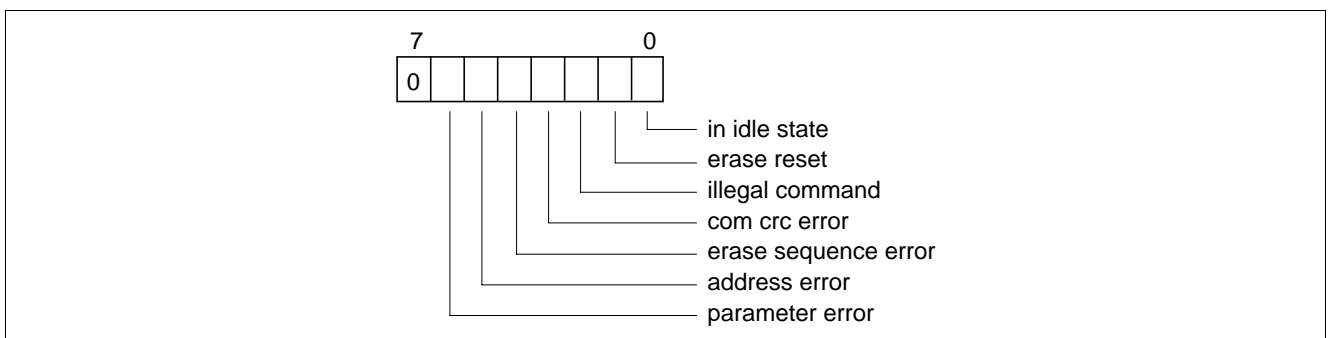 7 0
0
in idle state
erase reset
illegal command
com crc error
erase sequence error
address error
parameter error